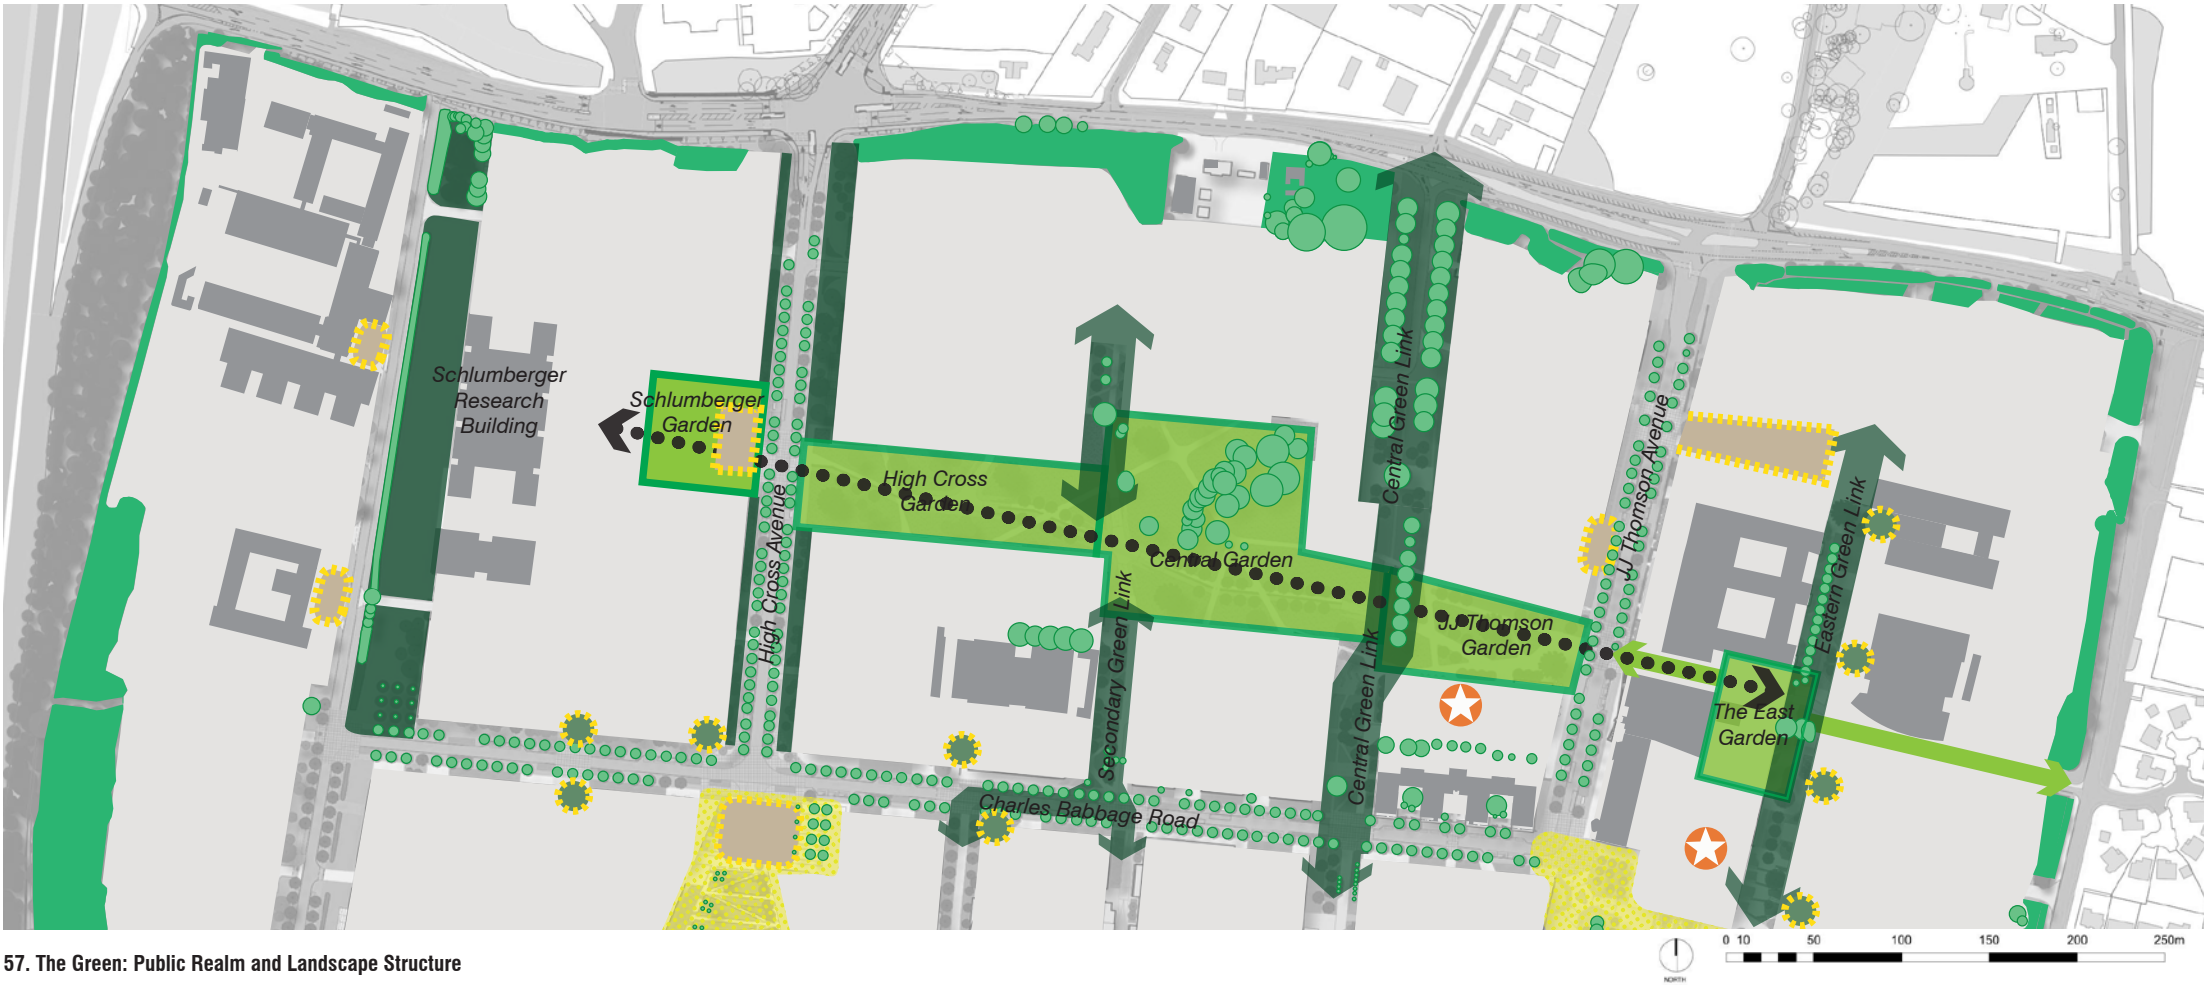 Schlumberger
Research
Building
Schlumberger
Garden
High Cross
Garden
High Cross Avenue
Central Garden
Central Green Link
JJ Thomson Avenue
JJ Thomson
Garden
Eastern Green Link
The East
Garden
Secondary Green Link
Central Green Link
Charles Babbage Road
57. The Green: Public Realm and Landscape Structure
NORTH
0 10 50 100 150 200 250m